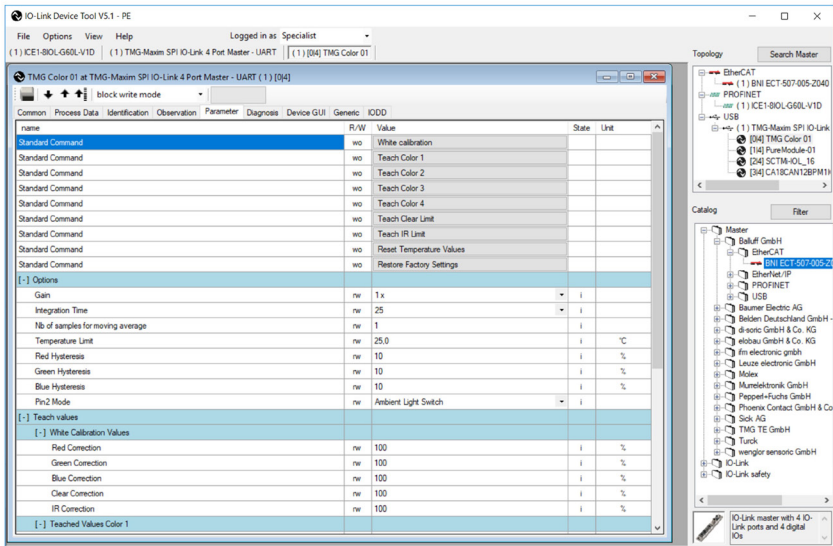 IO-Link Device Tool V5.1 - PE
File Options View Help Logged in as Specialist
( 1 ) ICE1-8IOL-G60L-V1D ( 1 ) TMG-Maxim SPI IO-Link 4 Port Master - UART ( 1 ) [0|4] TMG Color 01
TMG Color 01 at TMG-Maxim SPI IO-Link 4 Port Master - UART ( 1 ) [0|4]
block write mode
Common Process Data Identification Observation Parameter Diagnosis Device GUI Generic IODD
name R/W Value State Unit
Standard Command wo White calibration
Standard Command wo Teach Color 1
Standard Command wo Teach Color 2
Standard Command wo Teach Color 3
Standard Command wo Teach Color 4
Standard Command wo Teach Clear Limit
Standard Command wo Teach IR Limit
Standard Command wo Reset Temperature Values
Standard Command wo Restore Factory Settings
[ - ] Options
Gain rw 1 x i
Integration Time rw 25 i
Nb of samples for moving average rw 1 i
Temperature Limit rw 25.0 i °C
Red Hysteresis rw 10 i %
Green Hysteresis rw 10 i %
Blue Hysteresis rw 10 i %
Pin2 Mode rw Ambient Light Switch i
[ - ] Teach values
[ - ] White Calibration Values
Red Correction rw 100 i %
Green Correction rw 100 i %
Blue Correction rw 100 i %
Clear Correction rw 100 i %
IR Correction rw 100 i %
[ - ] Teached Values Color 1
Topology Search Master
EtherCAT
( 1 ) BNI ECT-507-005-Z040
PROFINET
( 1 ) ICE1-8IOL-G60L-V1D
USB
( 1 ) TMG-Maxim SPI IO-Link
[0|4] TMG Color 01
[1|4] PureModule-01
[2|4] SCTMi-IOL_16
[3|4] CA18CAN12BPM1
Catalog Filter
Master
Balluff GmbH
EtherCAT
BNI ECT-507-005-Z0
EtherNet/IP
PROFINET
USB
Baumer Electric AG
Belden Deutschland GmbH -
di-soric GmbH & Co. KG
elobau GmbH & Co. KG
ifm electronic gmbh
Leuze electronic GmbH
Molex
Murrelektronik GmbH
Pepperl+Fuchs GmbH
Phoenix Contact GmbH & Co
Sick AG
TMG TE GmbH
Turck
wenglor sensoric GmbH
IO-Link
IO-Link safety
IO-Link master with 4 IO-
Link ports and 4 digital
IOs